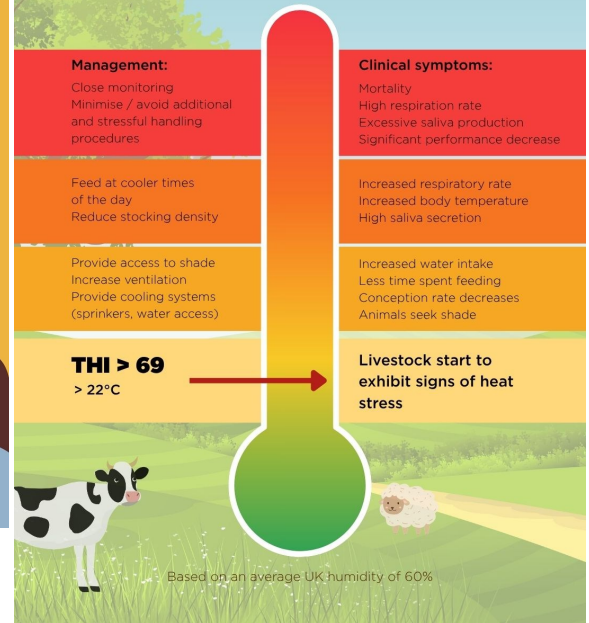 Management:
Close monitoring
Minimise / avoid additional
and stressful handling
procedures
Clinical symptoms:
Mortality
High respiration rate
Excessive saliva production
Significant performance decrease
Feed at cooler times
of the day
Reduce stocking density
Increased respiratory rate
Increased body temperature
High saliva secretion
Provide access to shade
Increase ventilation
Provide cooling systems
(sprinkers, water access)
Increased water intake
Less time spent feeding
Conception rate decreases
Animals seek shade
THI > 69
> 22°C
Livestock start to
exhibit signs of heat
stress
Based on an average UK humidity of 60%